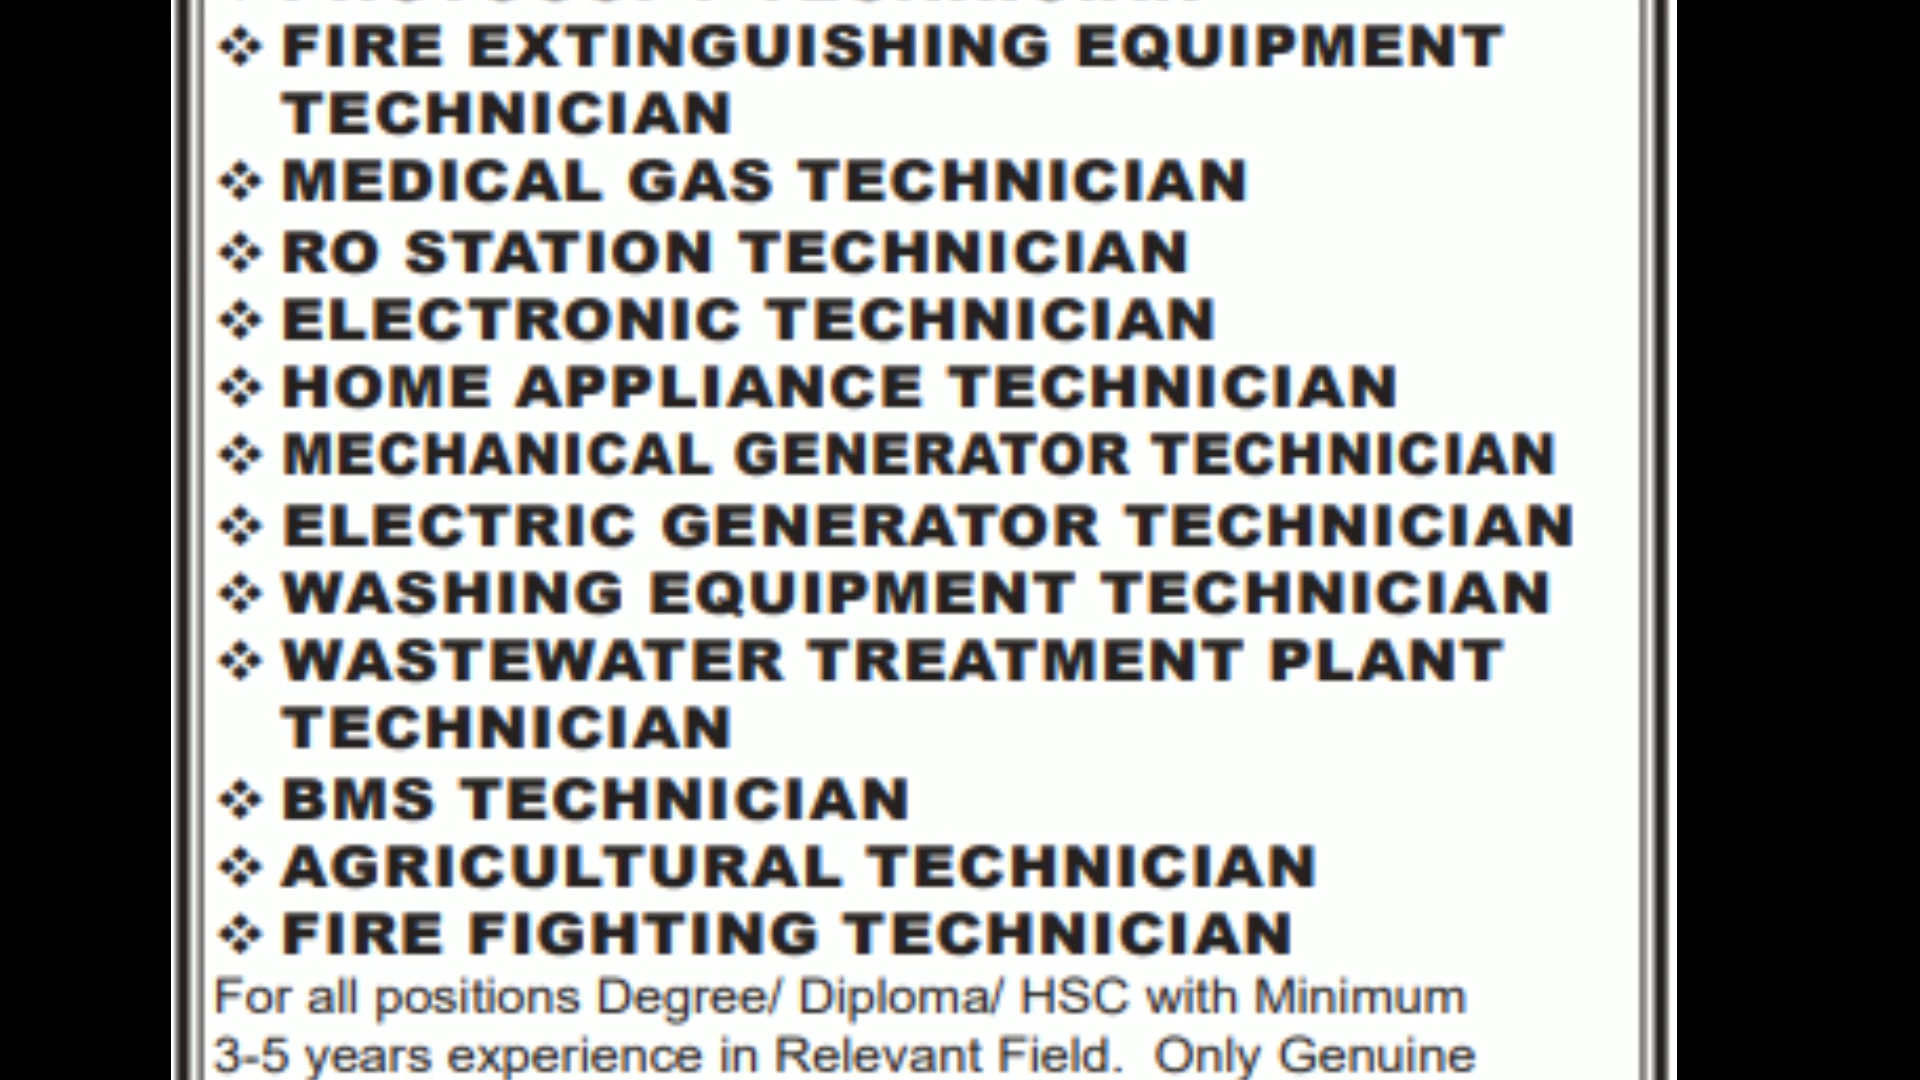 TECHNICIAN
❖ FIRE EXTINGUISHING EQUIPMENT
TECHNICIAN
❖ MEDICAL GAS TECHNICIAN
❖ RO STATION TECHNICIAN
❖ ELECTRONIC TECHNICIAN
❖ HOME APPLIANCE TECHNICIAN
❖ MECHANICAL GENERATOR TECHNICIAN
❖ ELECTRIC GENERATOR TECHNICIAN
❖ WASHING EQUIPMENT TECHNICIAN
❖ WASTEWATER TREATMENT PLANT
TECHNICIAN
❖ BMS TECHNICIAN
❖ AGRICULTURAL TECHNICIAN
❖ FIRE FIGHTING TECHNICIAN
For all positions Degree/ Diploma/ HSC with Minimum
3-5 years experience in Relevant Field. Only Genuine